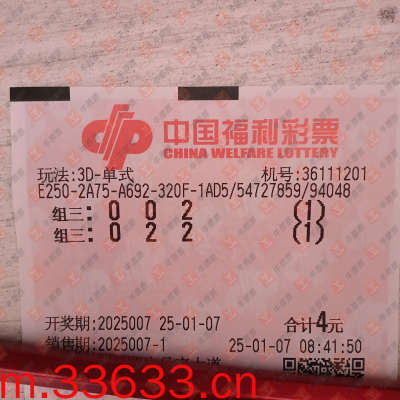 中国福利彩票
CHINA WELFARE LOTTERY
玩法:3D-单式 机号:36111201
E250-2A75-A692-320F-1AD5/54727859/94048
组三: 0 0 2 (1)
组三: 0 2 2 (1)
开奖期:2025007 25-01-07 合计4元
销售期:2025007-1 25-01-07 08:41:50
m.33633.cn